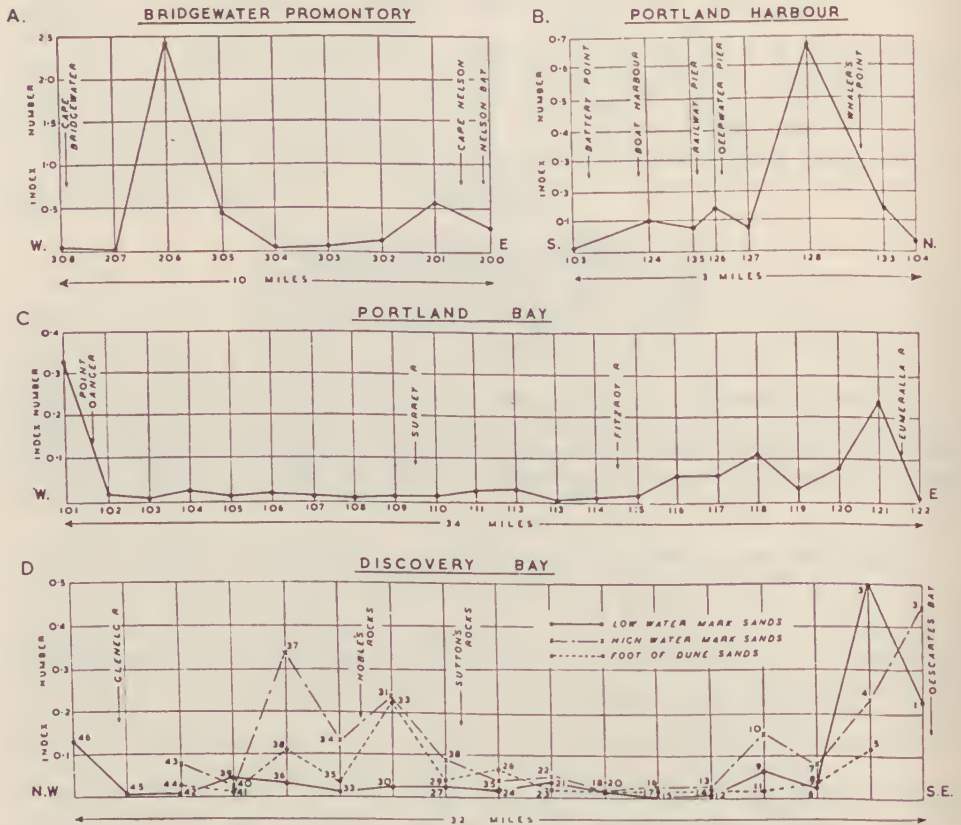 A.
BRIDGEWATER PROMONTORY
2.5
2.0
1.5
1.0
0.5
INDEX NUMBER
CAPE BRIDGEWATER
CAPE NELSON
NELSON BAY
W.
E
308 207 206 305 304 303 302 201 200
10 MILES
B.
PORTLAND HARBOUR
0.7
0.6
0.5
0.4
0.3
0.3
0.1
INDEX NUMBER
BATTERY POINT
BOAT HARBOUR
RAILWAY PIER
DEEPWATER PIER
WHALER'S POINT
S.
N.
103 124 135 126 127 128 133 104
3 MILES
C
PORTLAND BAY
0.4
0.3
0.2
0.1
INDEX NUMBER
POINT DANGER
SURREY R
FITZROY R
EUMERALLA R
W.
E
101 102 103 104 105 106 107 108 109 110 111 112 113 114 115 116 117 118 119 120 121 122
34 MILES
D
DISCOVERY BAY
0.5
0.4
0.3
0.2
0.1
INDEX NUMBER
GLENELG R
NOBLE'S ROCKS
SUTTON'S ROCKS
DESCARTES BAY
LOW WATER MARK SANDS
HIGH WATER MARK SANDS
FOOT OF DUNE SANDS
46 45 43 44 42 39 40 41 37 38 36 34 35 33 31 33 30 38 29 27 26 35 24 22 21 23 18 20 16 15 13 12 10 9 11 7 8 3 4 5 3 1
N.W
S.E.
32 MILES